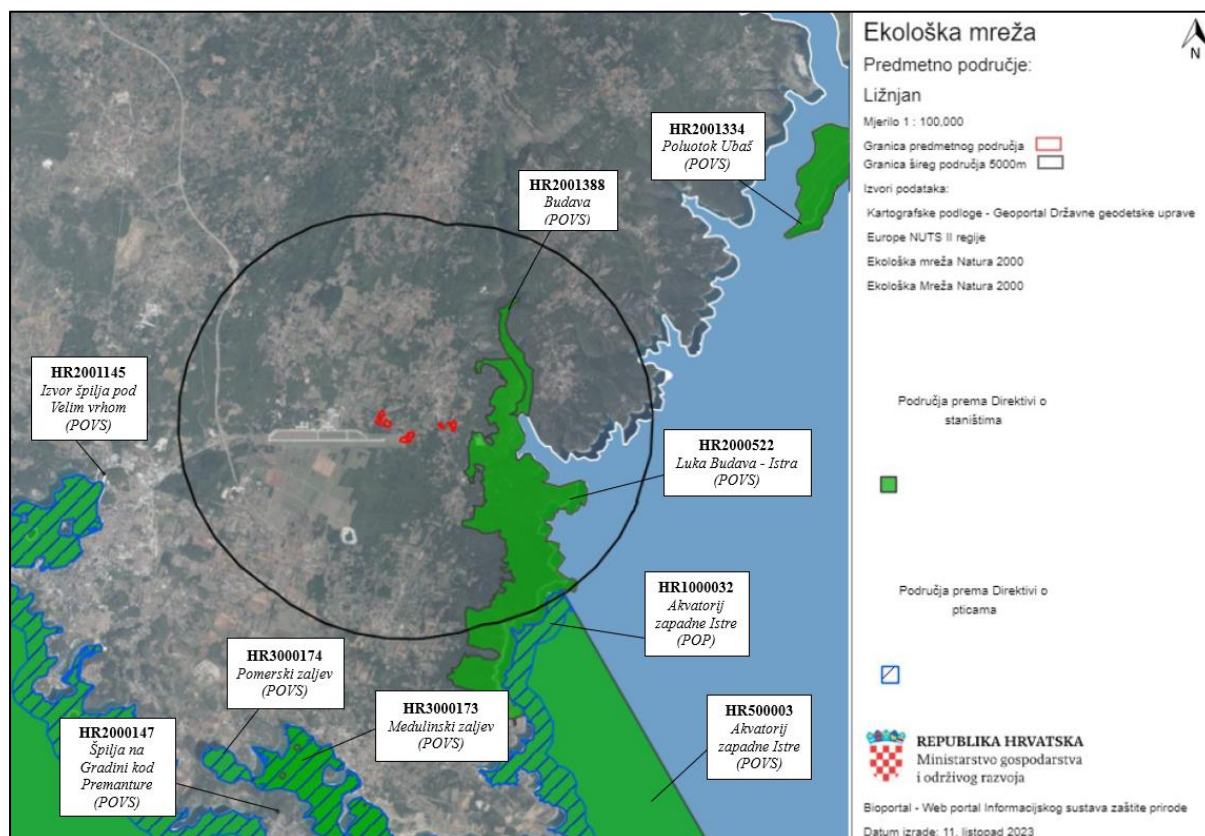 HR2001334
Poluotok Ubaš
(POVS)
HR2001388
Budava
(POVS)
HR2001145
Izvor špilja pod
Velim vrhom
(POVS)
HR2000522
Luka Budava - Istra
(POVS)
HR1000032
Akvatorij
zapadne Istre
(POP)
HR3000174
Pomerski zaljev
(POVS)
HR3000173
Medulinski zaljev
(POVS)
HR500003
Akvatorij
zapadne Istre
(POVS)
HR2000147
Špilja na
Gradini kod
Premanture
(POVS)
Ekološka mreža
N
Predmetno područje:
Ližnjan
Mjerilo 1 : 100,000
Granica predmetnog područja
Granica šireg područja 5000m
Izvori podataka:
Kartografske podloge - Geoportal Državne geodetske uprave
Europe NUTS II regije
Ekološka mreža Natura 2000
Ekološka Mreža Natura 2000
Područja prema Direktivi o
staništima
Područja prema Direktivi o
pticama
REPUBLIKA HRVATSKA
Ministarstvo gospodarstva
i održivog razvoja
Bioportal - Web portal Informacijskog sustava zaštite prirode
Datum izrade: 11. listopad 2023